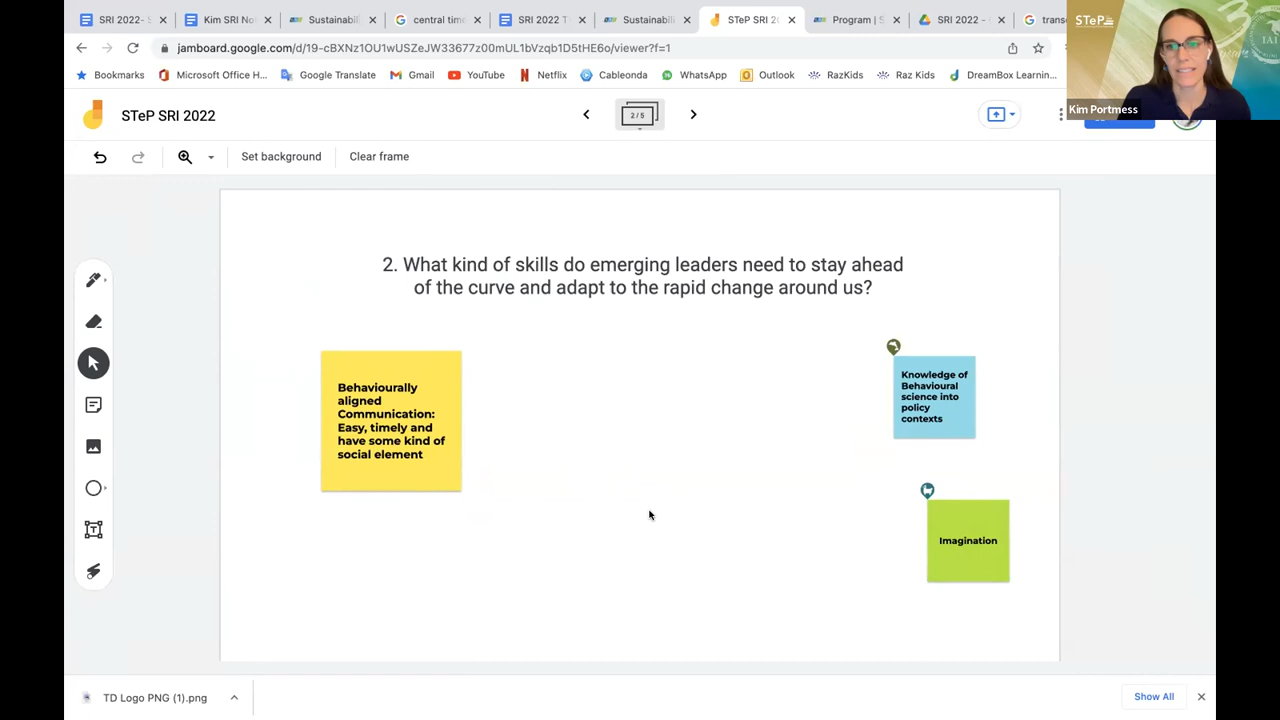 SRI 2022-
Kim SRI No
Sustainabili
central time
SRI 2022 T
Sustainabili
STeP SRI 20
Program | S
SRI 2022 -
trans
jamboard.google.com/d/19-cBXNz1OU1wUSZeJW33677z00mUL1bVzqb1D5tHE6o/viewer?f=1
Bookmarks
Microsoft Office H...
Google Translate
Gmail
YouTube
Netflix
Cableonda
WhatsApp
Outlook
RazKids
Raz Kids
DreamBox Learnin...
STeP
IAI
Kim Portmess
STeP SRI 2022
2 / 5
Set background
Clear frame
2. What kind of skills do emerging leaders need to stay ahead
of the curve and adapt to the rapid change around us?
Behaviourally
aligned
Communication:
Easy, timely and
have some kind of
social element
Knowledge of
Behavioural
science into
policy
contexts
Imagination
TD Logo PNG (1).png
Show All